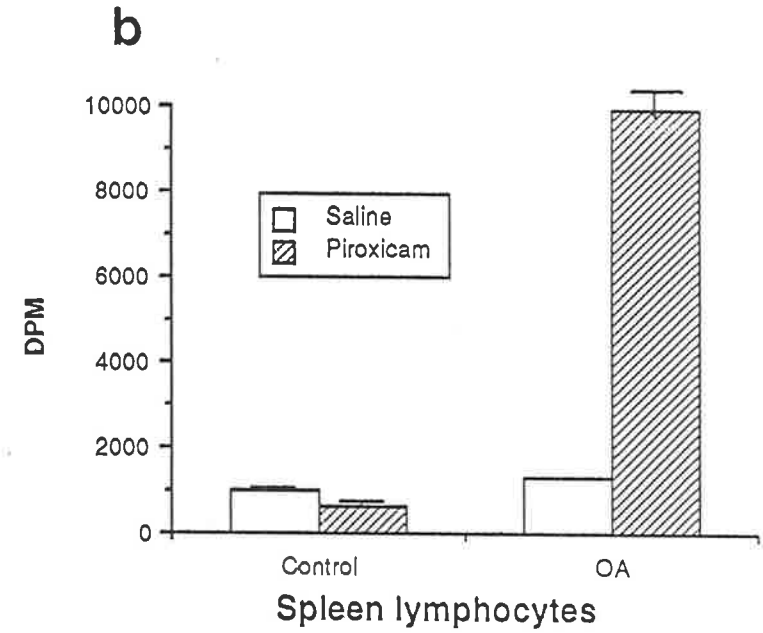 b
10000
8000
6000
4000
2000
0
DPM
Saline
Piroxicam
Control
OA
Spleen lymphocytes